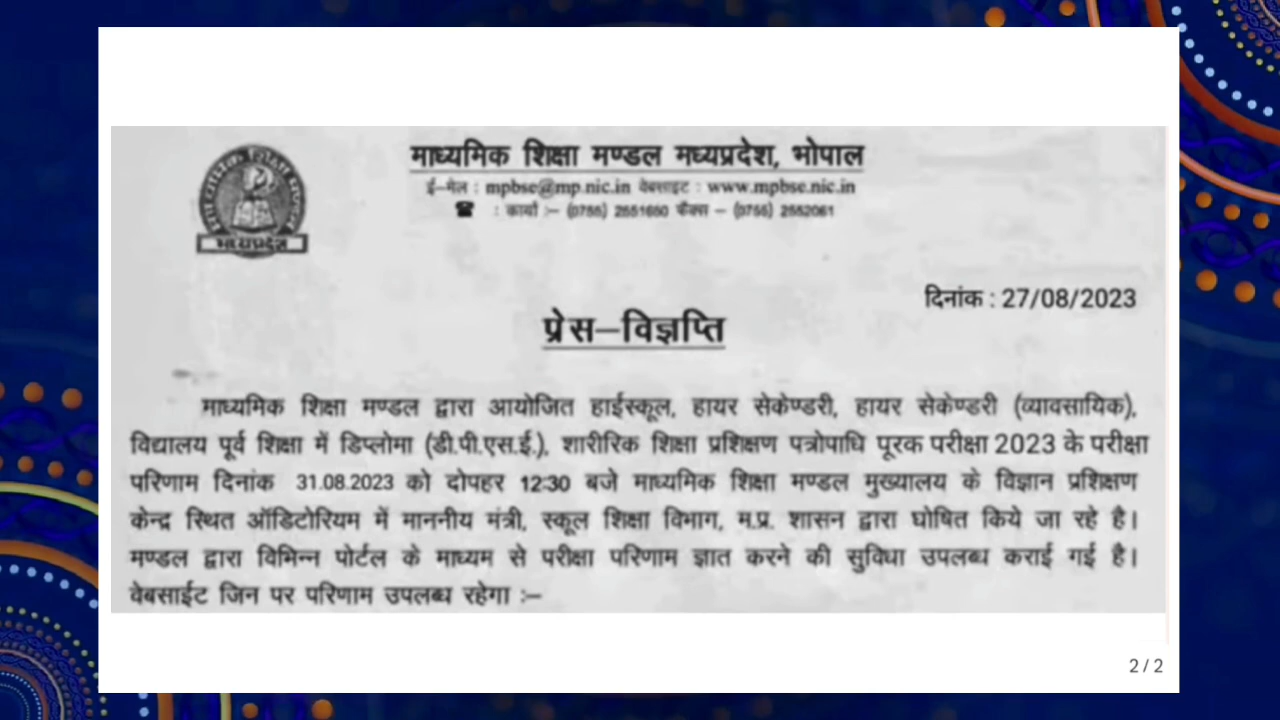 माध्यमिक शिक्षा मण्डल मध्यप्रदेश, भोपाल
ई–मेल : mpbse@mp.nic.in वेबसाइट : www.mpbse.nic.in
☎ : कार्या :– (0755) 2551650 फैक्स – (0755) 2552061
मध्यप्रदेश
दिनांक : 27/08/2023
प्रेस–विज्ञप्ति
माध्यमिक शिक्षा मण्डल द्वारा आयोजित हाईस्कूल, हायर सेकेण्डरी, हायर सेकेण्डरी (व्यावसायिक),
विद्यालय पूर्व शिक्षा में डिप्लोमा (डी.पी.एस.ई.), शारीरिक शिक्षा प्रशिक्षण पत्रोपाधि पूरक परीक्षा 2023 के परीक्षा
परिणाम दिनांक 31.08.2023 को दोपहर 12:30 बजे माध्यमिक शिक्षा मण्डल मुख्यालय के विज्ञान प्रशिक्षण
केन्द्र स्थित ऑडिटोरियम में माननीय मंत्री, स्कूल शिक्षा विभाग, म.प्र. शासन द्वारा घोषित किये जा रहे है।
मण्डल द्वारा विभिन्न पोर्टल के माध्यम से परीक्षा परिणाम ज्ञात करने की सुविधा उपलब्ध कराई गई है।
वेबसाईट जिन पर परिणाम उपलब्ध रहेगा :–
2 / 2